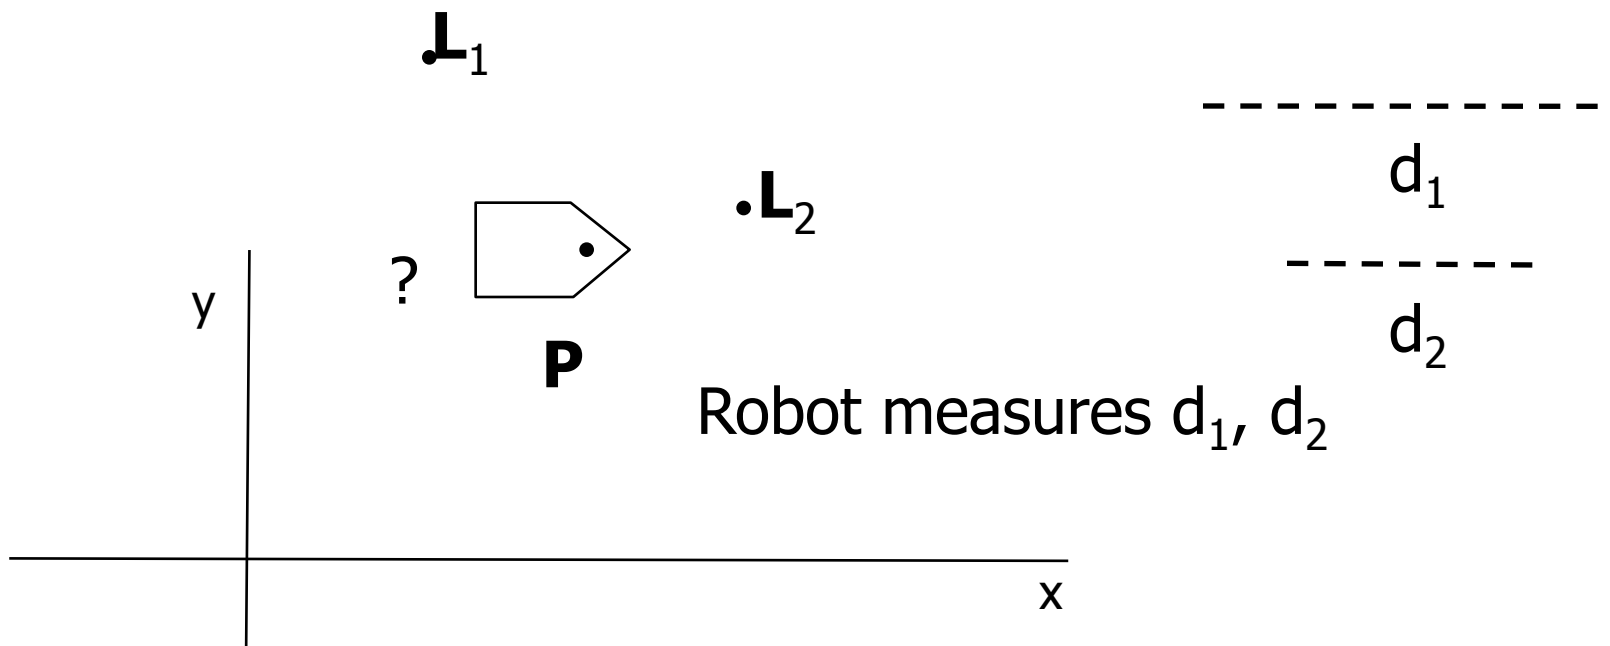 L₁
d₁
L₂
?
y
d₂
P
Robot measures d₁, d₂
x